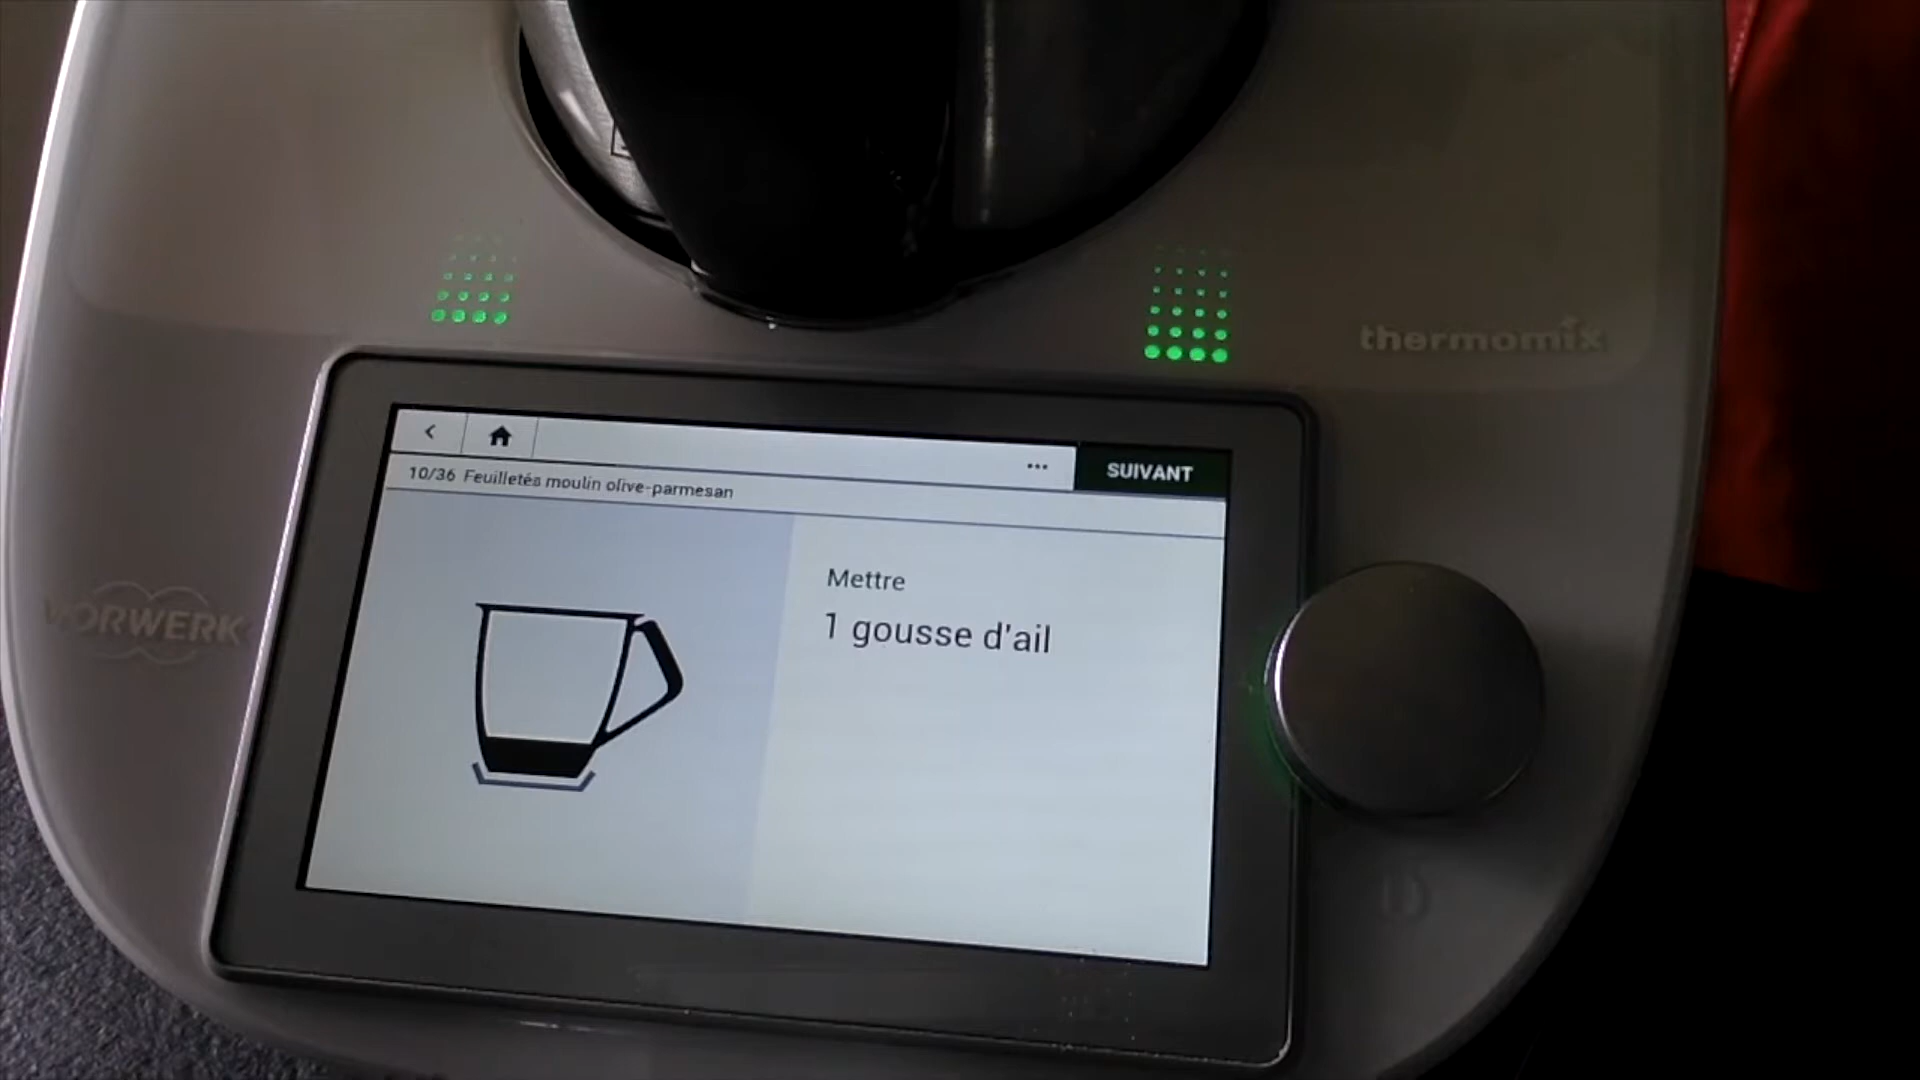 thermomix
SUIVANT
10/36 Feuilletés moulin olive-parmesan
Mettre
1 gousse d'ail
VORWERK